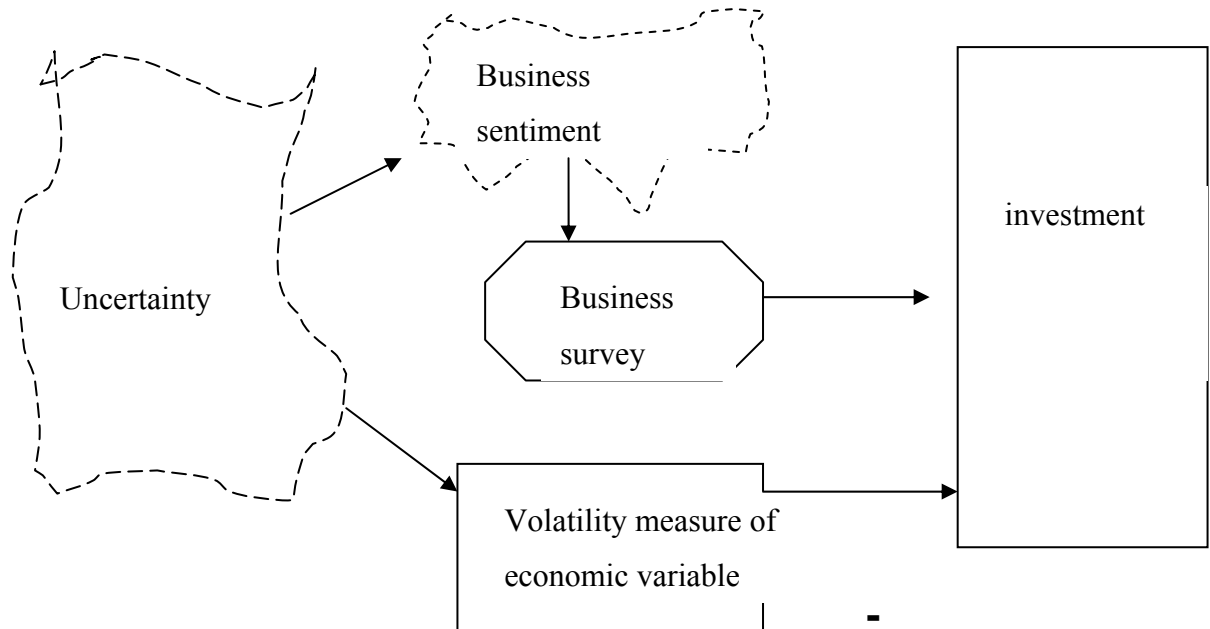 Business
sentiment
investment
Uncertainty
Business
survey
Volatility measure of
economic variable
-